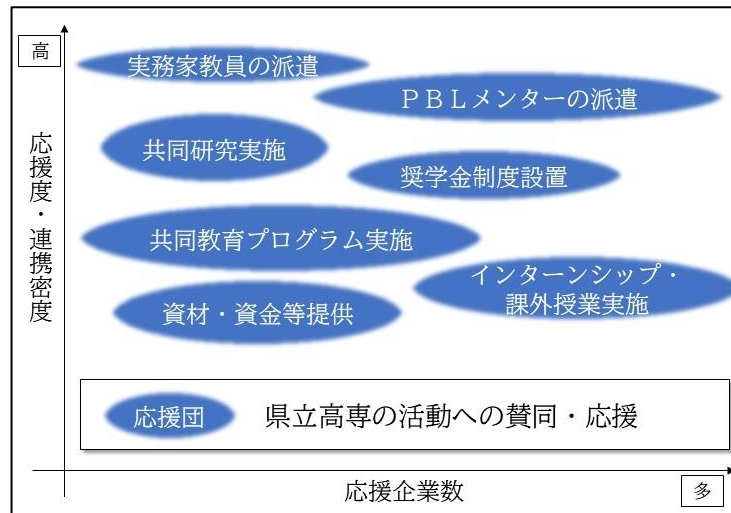 高
実務家教員の派遣
ＰＢＬメンターの派遣
共同研究実施
奨学金制度設置
応援度・連携密度
共同教育プログラム実施
インターンシップ・
課外授業実施
資材・資金等提供
応援団
県立高専の活動への賛同・応援
応援企業数
多